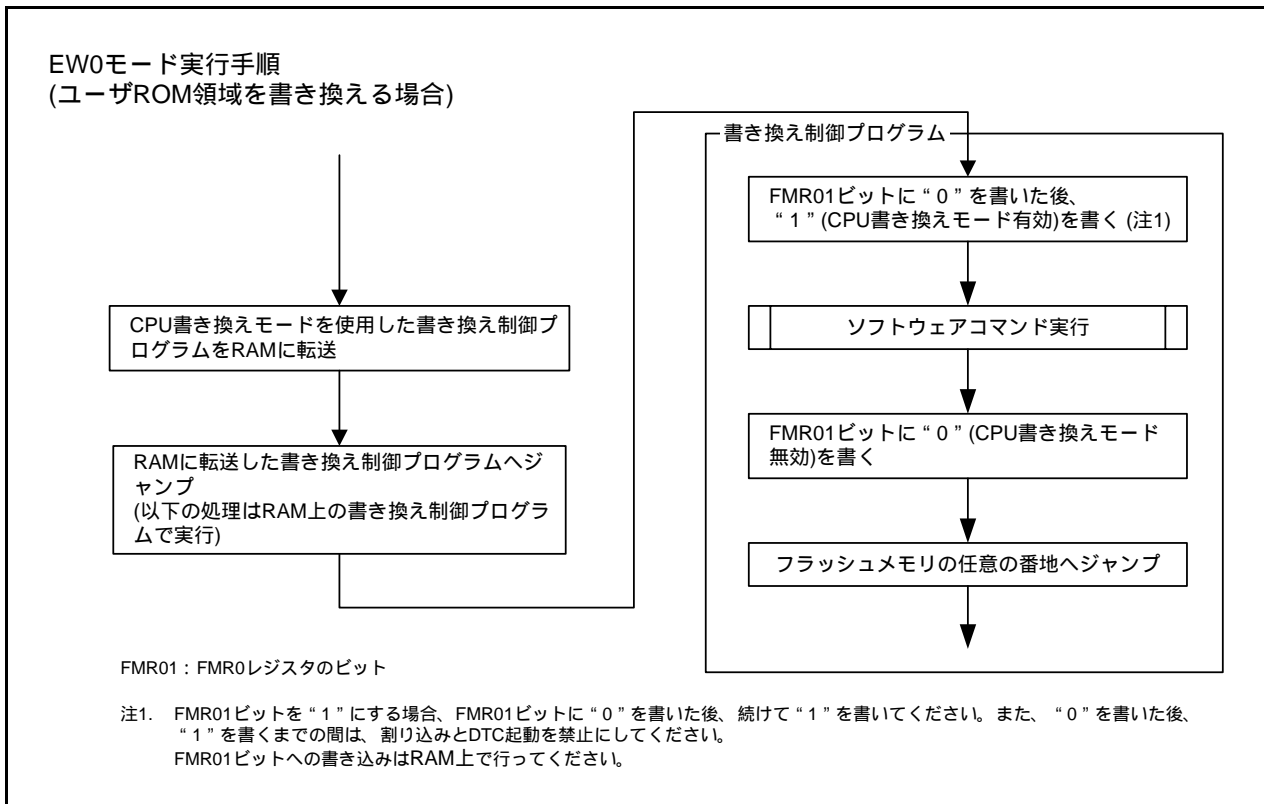 EW0モード実行手順
(ユーザROM領域を書き換える場合)
CPU書き換えモードを使用した書き換え制御プ
ログラムをRAMに転送
RAMに転送した書き換え制御プログラムへジ
ャンプ
(以下の処理はRAM上の書き換え制御プログラ
ムで実行)
書き換え制御プログラム
FMR01ビットに“0”を書いた後、
“1”(CPU書き換えモード有効)を書く (注1)
ソフトウェアコマンド実行
FMR01ビットに“0”(CPU書き換えモード
無効)を書く
フラッシュメモリの任意の番地へジャンプ
FMR01:FMR0レジスタのビット
注1. FMR01ビットを“1”にする場合、FMR01ビットに“0”を書いた後、続けて“1”を書いてください。また、“0”を書いた後、
“1”を書くまでの間は、割り込みとDTC起動を禁止にしてください。
FMR01ビットへの書き込みはRAM上で行ってください。